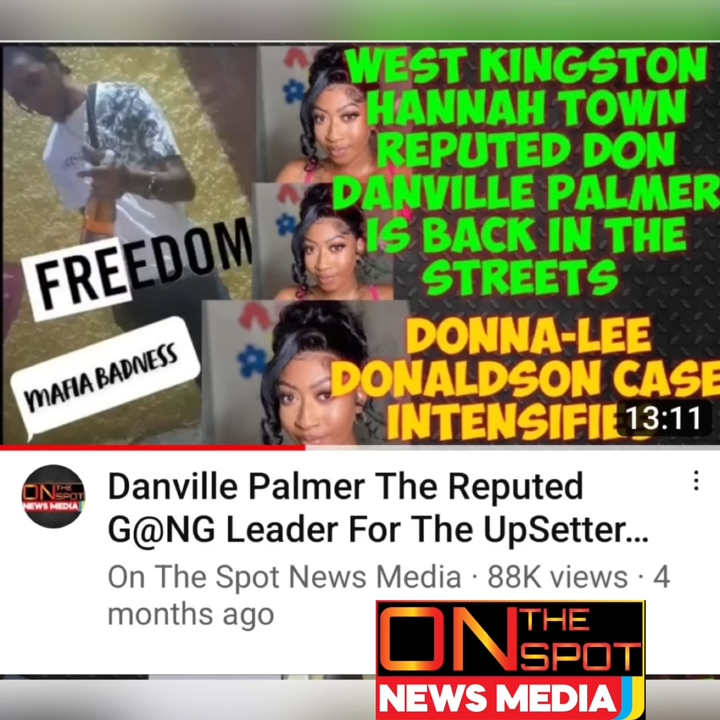 WEST KINGSTON
HANNAH TOWN
REPUTED DON
DANVILLE PALMER
IS BACK IN THE
STREETS
FREEDOM
MAFIA BADNESS
DONNA-LEE
DONALDSON CASE
INTENSIFIE
13:11
ON THE SPOT
NEWS MEDIA
Danville Palmer The Reputed
G@NG Leader For The UpSetter...
On The Spot News Media · 88K views · 4
months ago
ON THE
SPOT
NEWS MEDIA